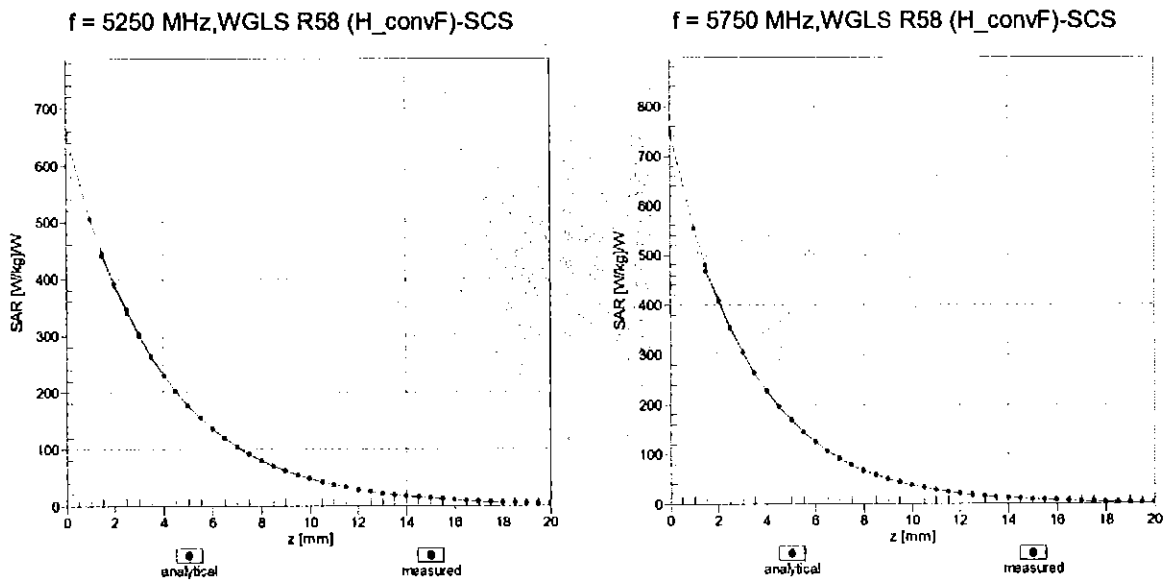 f = 5250 MHz,WGLS R58 (H_convF)-SCS
700
600
500
400
300
200
100
0
SAR [W/kg]/W
0 2 4 6 8 10 12 14 16 18 20
z [mm]
analytical
measured
f = 5750 MHz,WGLS R58 (H_convF)-SCS
800
700
600
500
400
300
200
100
0
SAR [W/kg]/W
0 2 4 6 8 10 12 14 16 18 20
z [mm]
analytical
measured